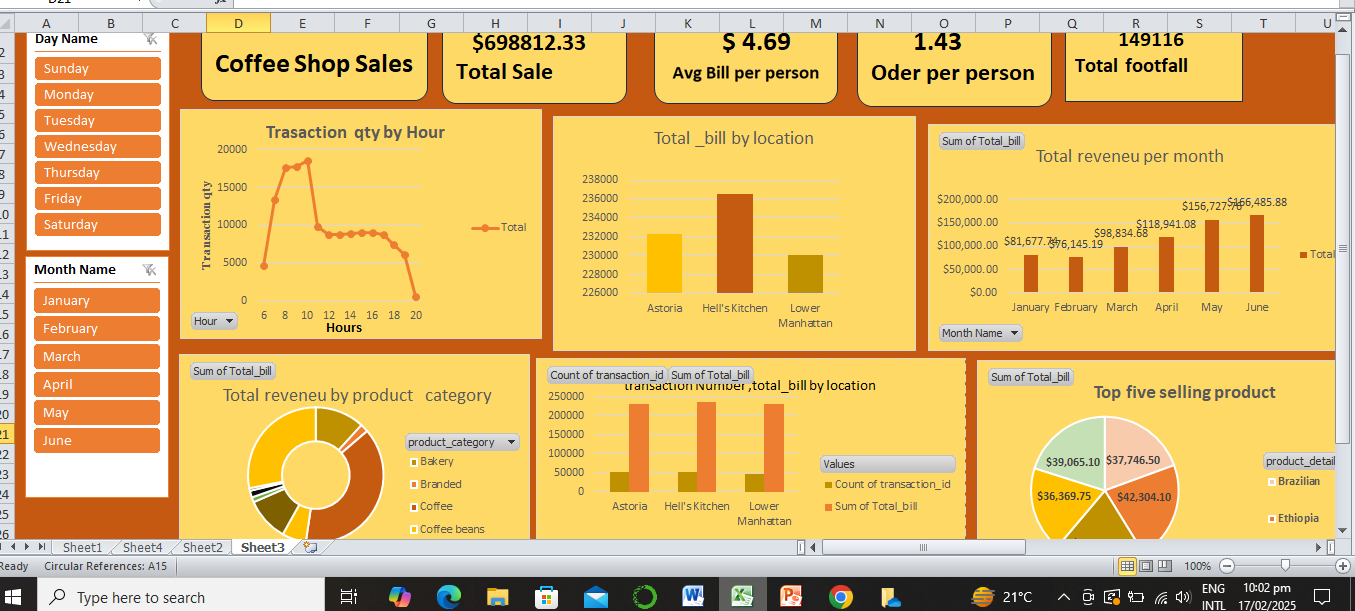 D21
A B C D E F G H I J K L M N O P Q R S T U
Day Name
Sunday
Monday
Tuesday
Wednesday
Thursday
Friday
Saturday
Month Name
January
February
March
April
May
June
Coffee Shop Sales
$698812.33
Total Sale
$ 4.69
Avg Bill per person
1.43
Oder per person
149116
Total footfall
Trasaction qty by Hour
20000
15000
10000
5000
0
Transaction qty
6 8 10 12 14 16 18 20
Hours
Total
Hour
Total _bill by location
238000
236000
234000
232000
230000
228000
226000
Astoria Hell's Kitchen Lower
Manhattan
Sum of Total_bill
Total reveneu per month
$200,000.00
$150,000.00
$100,000.00
$50,000.00
$0.00
$81,677.74
$76,145.19
$98,834.68
$118,941.08
$156,727.76
$166,485.88
January February March April May June
Total
Month Name
Sum of Total_bill
Total reveneu by product category
product_category
Bakery
Branded
Coffee
Coffee beans
Count of transaction_id Sum of Total_bill
transaction Number ,total_bill by location
250000
200000
150000
100000
50000
0
Astoria Hell's Kitchen Lower
Manhattan
Values
Count of transaction_id
Sum of Total_bill
Sum of Total_bill
Top five selling product
$39,065.10
$37,746.50
$36,369.75
$42,304.10
product_detail
Brazilian
Ethiopia
Sheet1 Sheet4 Sheet2 Sheet3
Ready Circular References: A15
100%
Type here to search
21°C
ENG
INTL
10:02 pm
17/02/2025